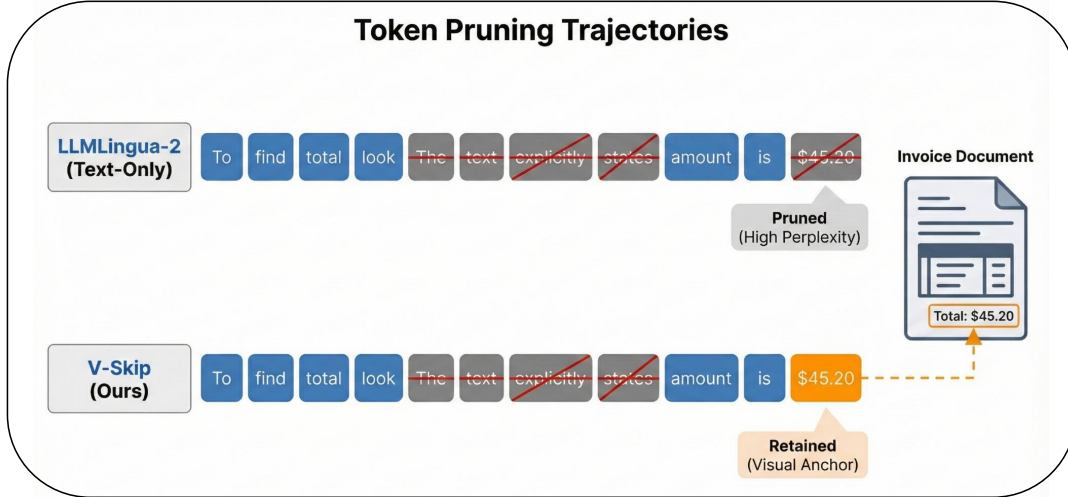 Token Pruning Trajectories
LLMLingua-2
(Text-Only)
To find total look The text explicitly states amount is $45.20
Pruned
(High Perplexity)
Invoice Document
Total: $45.20
V-Skip
(Ours)
To find total look The text explicitly states amount is $45.20
Retained
(Visual Anchor)